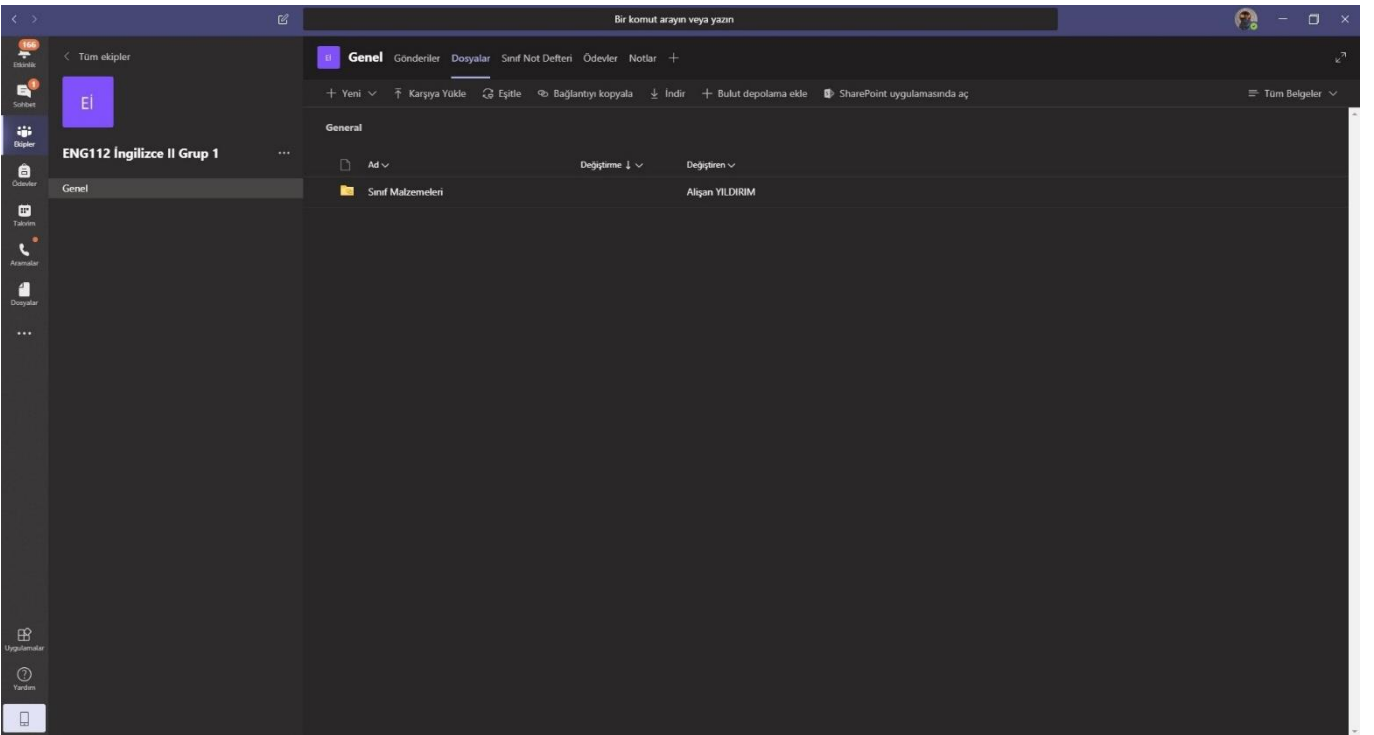 Bir komut arayın veya yazın
166
Etkinlik
1
Sohbet
Ekipler
Ödevler
Takvim
Aramalar
Dosyalar
Uygulamalar
Yardım
Tüm ekipler
Eİ
ENG112 İngilizce II Grup 1
Genel
Eİ Genel Gönderiler Dosyalar Sınıf Not Defteri Ödevler Notlar
Yeni Karşıya Yükle Eşitle Bağlantıyı kopyala İndir Bulut depolama ekle SharePoint uygulamasında aç Tüm Belgeler
General
Ad Değiştirme Değiştiren
Sınıf Malzemeleri Alişan YILDIRIM